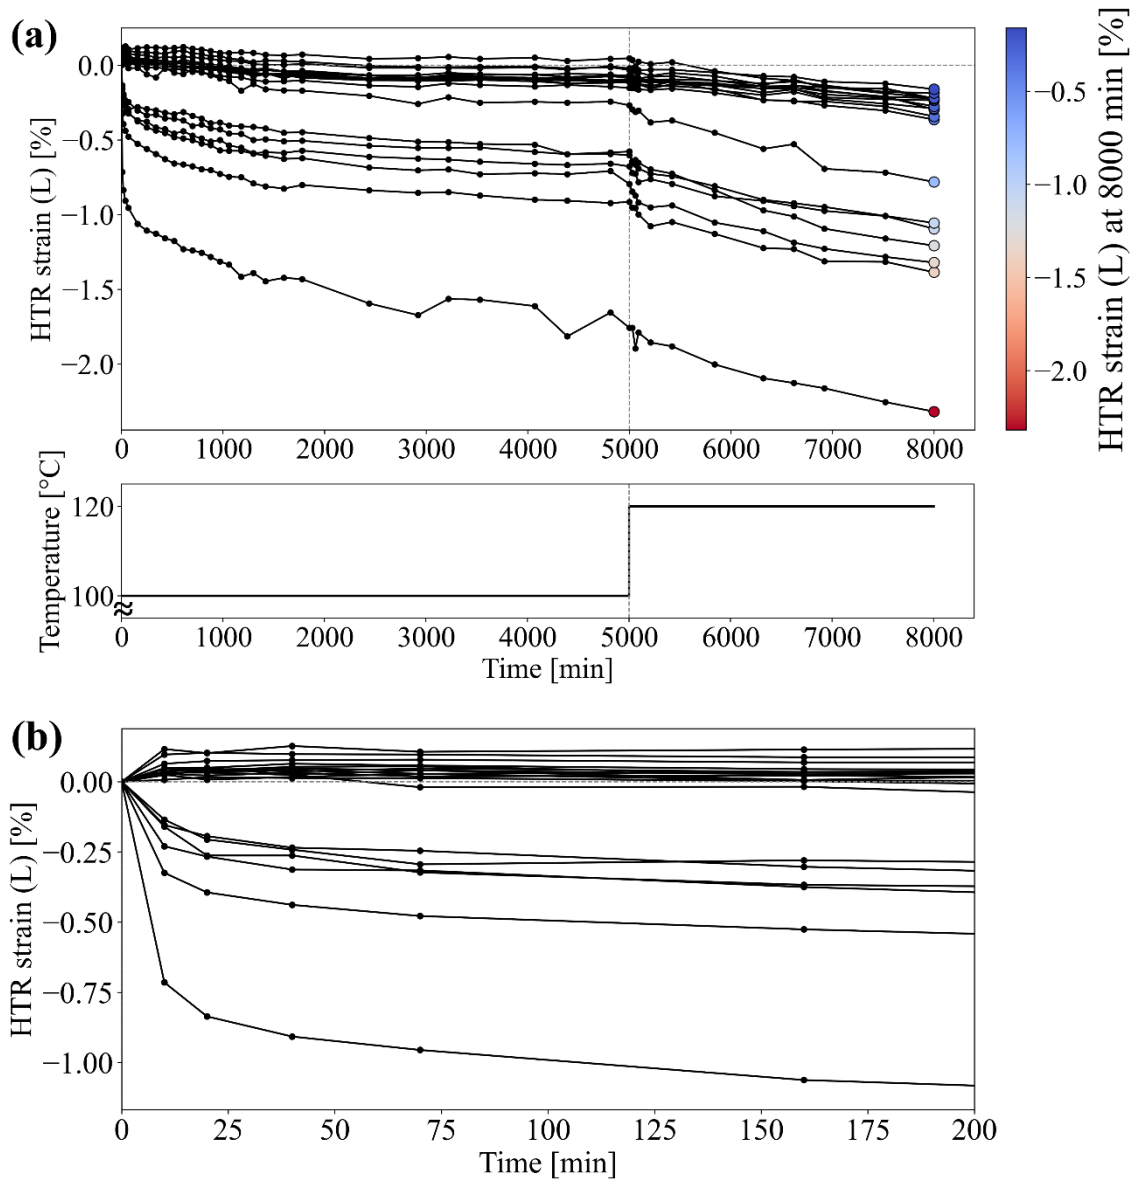 (a)
0.0
−0.5
−1.0
−1.5
−2.0
HTR strain (L) [%]
0 1000 2000 3000 4000 5000 6000 7000 8000
−0.5
−1.0
−1.5
−2.0
HTR strain (L) at 8000 min [%]
120
100
Temperature [°C]
0 1000 2000 3000 4000 5000 6000 7000 8000
Time [min]
(b)
0.00
−0.25
−0.50
−0.75
−1.00
HTR strain (L) [%]
0 25 50 75 100 125 150 175 200
Time [min]